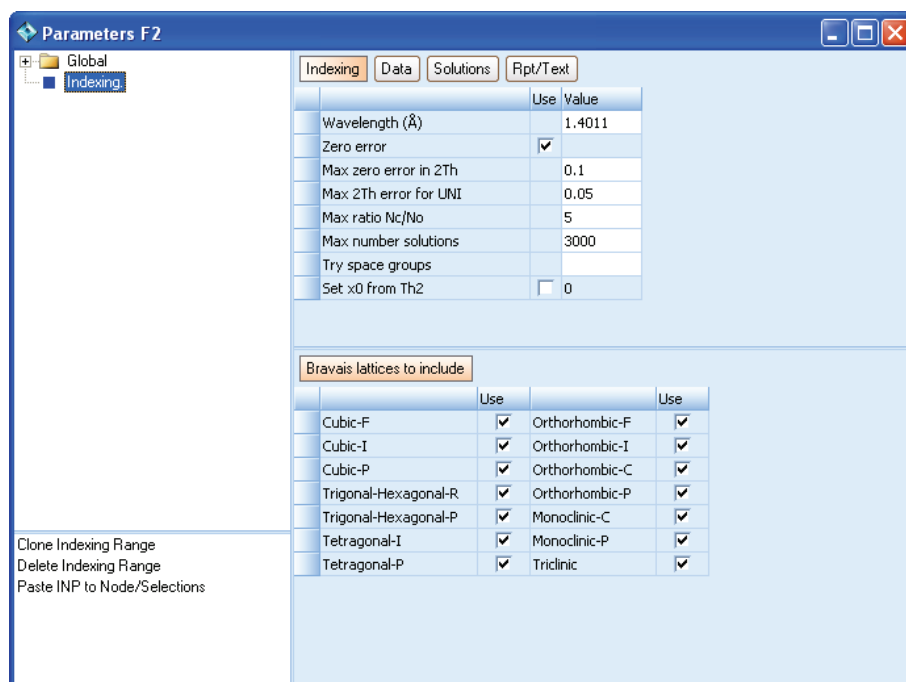 Parameters F2
Global
Indexing
Indexing Data Solutions Rpt/Text
Use Value
Wavelength (Å) 1.4011
Zero error
Max zero error in 2Th 0.1
Max 2Th error for UNI 0.05
Max ratio Nc/No 5
Max number solutions 3000
Try space groups
Set x0 from Th2 0
Bravais lattices to include
Use Use
Cubic-F Orthorhombic-F
Cubic-I Orthorhombic-I
Cubic-P Orthorhombic-C
Trigonal-Hexagonal-R Orthorhombic-P
Trigonal-Hexagonal-P Monoclinic-C
Tetragonal-I Monoclinic-P
Tetragonal-P Triclinic
Clone Indexing Range
Delete Indexing Range
Paste INP to Node/Selections